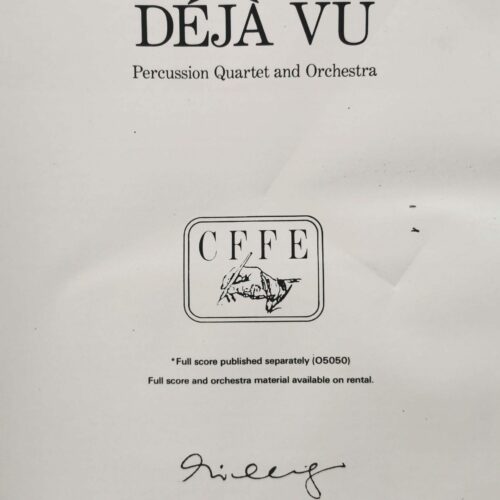 DÉJÀ VU
Percussion Quartet and Orchestra
CFFE
*Full score published separately (O5050)
Full score and orchestra material available on rental.